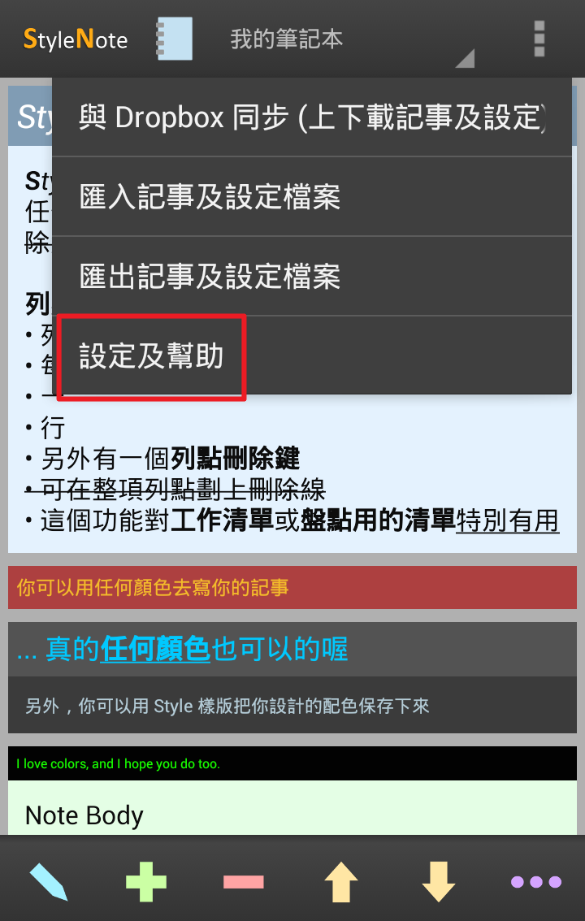 StyleNote 我的筆記本
與 Dropbox 同步 (上下載記事及設定)
匯入記事及設定檔案
匯出記事及設定檔案
設定及幫助
Sty
Sty
任
除
列
• 列
• 每
• 一
• 行
• 另外有一個列點刪除鍵
• 可在整項列點劃上刪除線
• 這個功能對工作清單或盤點用的清單特別有用
你可以用任何顏色去寫你的記事
... 真的任何顏色也可以的喔
另外，你可以用 Style 樣版把你設計的配色保存下來
I love colors, and I hope you do too.
Note Body